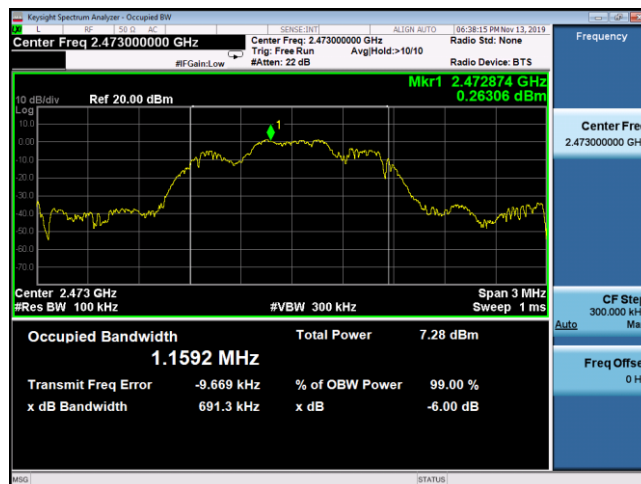 Keysight Spectrum Analyzer - Occupied BW
L RF 50 Ω AC SENSE:INT ALIGN AUTO 06:38:15 PM Nov 13, 2019
Center Freq 2.473000000 GHz
Center Freq: 2.473000000 GHz
Radio Std: None
Trig: Free Run Avg|Hold:>10/10
#IFGain:Low
#Atten: 22 dB
Radio Device: BTS
Frequency
Mkr1 2.472874 GHz
0.26306 dBm
10 dB/div Ref 20.00 dBm
Log
10.0
0.00
-10.0
-20.0
-30.0
-40.0
-50.0
-60.0
-70.0
1
Center Fre
2.473000000 GH
Center 2.473 GHz
Span 3 MHz
#Res BW 100 kHz
#VBW 300 kHz
Sweep 1 ms
CF Ste
300.000 kH
Auto Ma
Occupied Bandwidth
1.1592 MHz
Total Power 7.28 dBm
Transmit Freq Error -9.669 kHz
% of OBW Power 99.00 %
x dB Bandwidth 691.3 kHz
x dB -6.00 dB
Freq Offse
0 H
MSG
STATUS